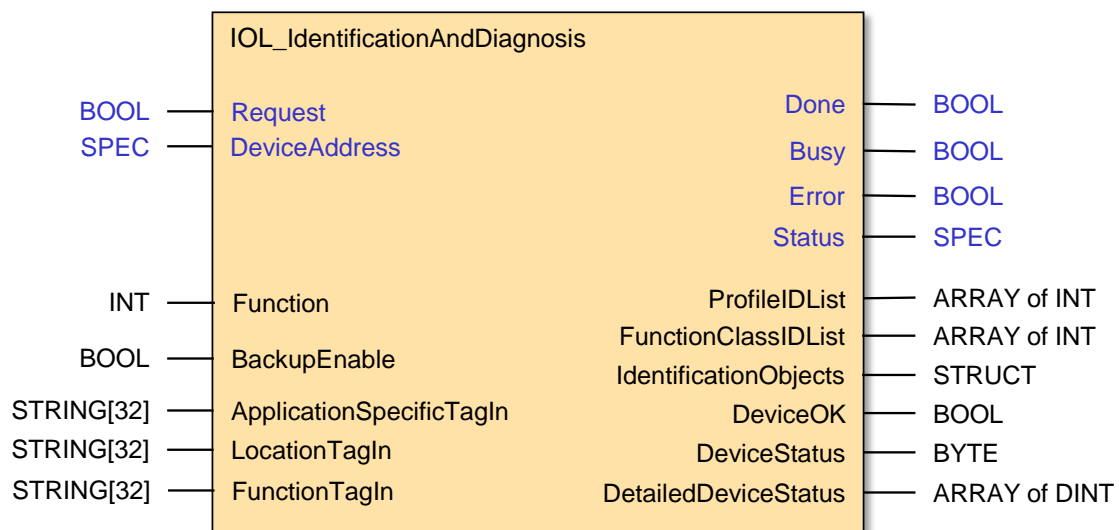 IOL_IdentificationAndDiagnosis
BOOL Request Done BOOL
SPEC DeviceAddress Busy BOOL
Error BOOL
Status SPEC
INT Function ProfileIDList ARRAY of INT
FunctionClassIDList ARRAY of INT
BOOL BackupEnable IdentificationObjects STRUCT
STRING[32] ApplicationSpecificTagIn DeviceOK BOOL
STRING[32] LocationTagIn DeviceStatus BYTE
STRING[32] FunctionTagIn DetailedDeviceStatus ARRAY of DINT